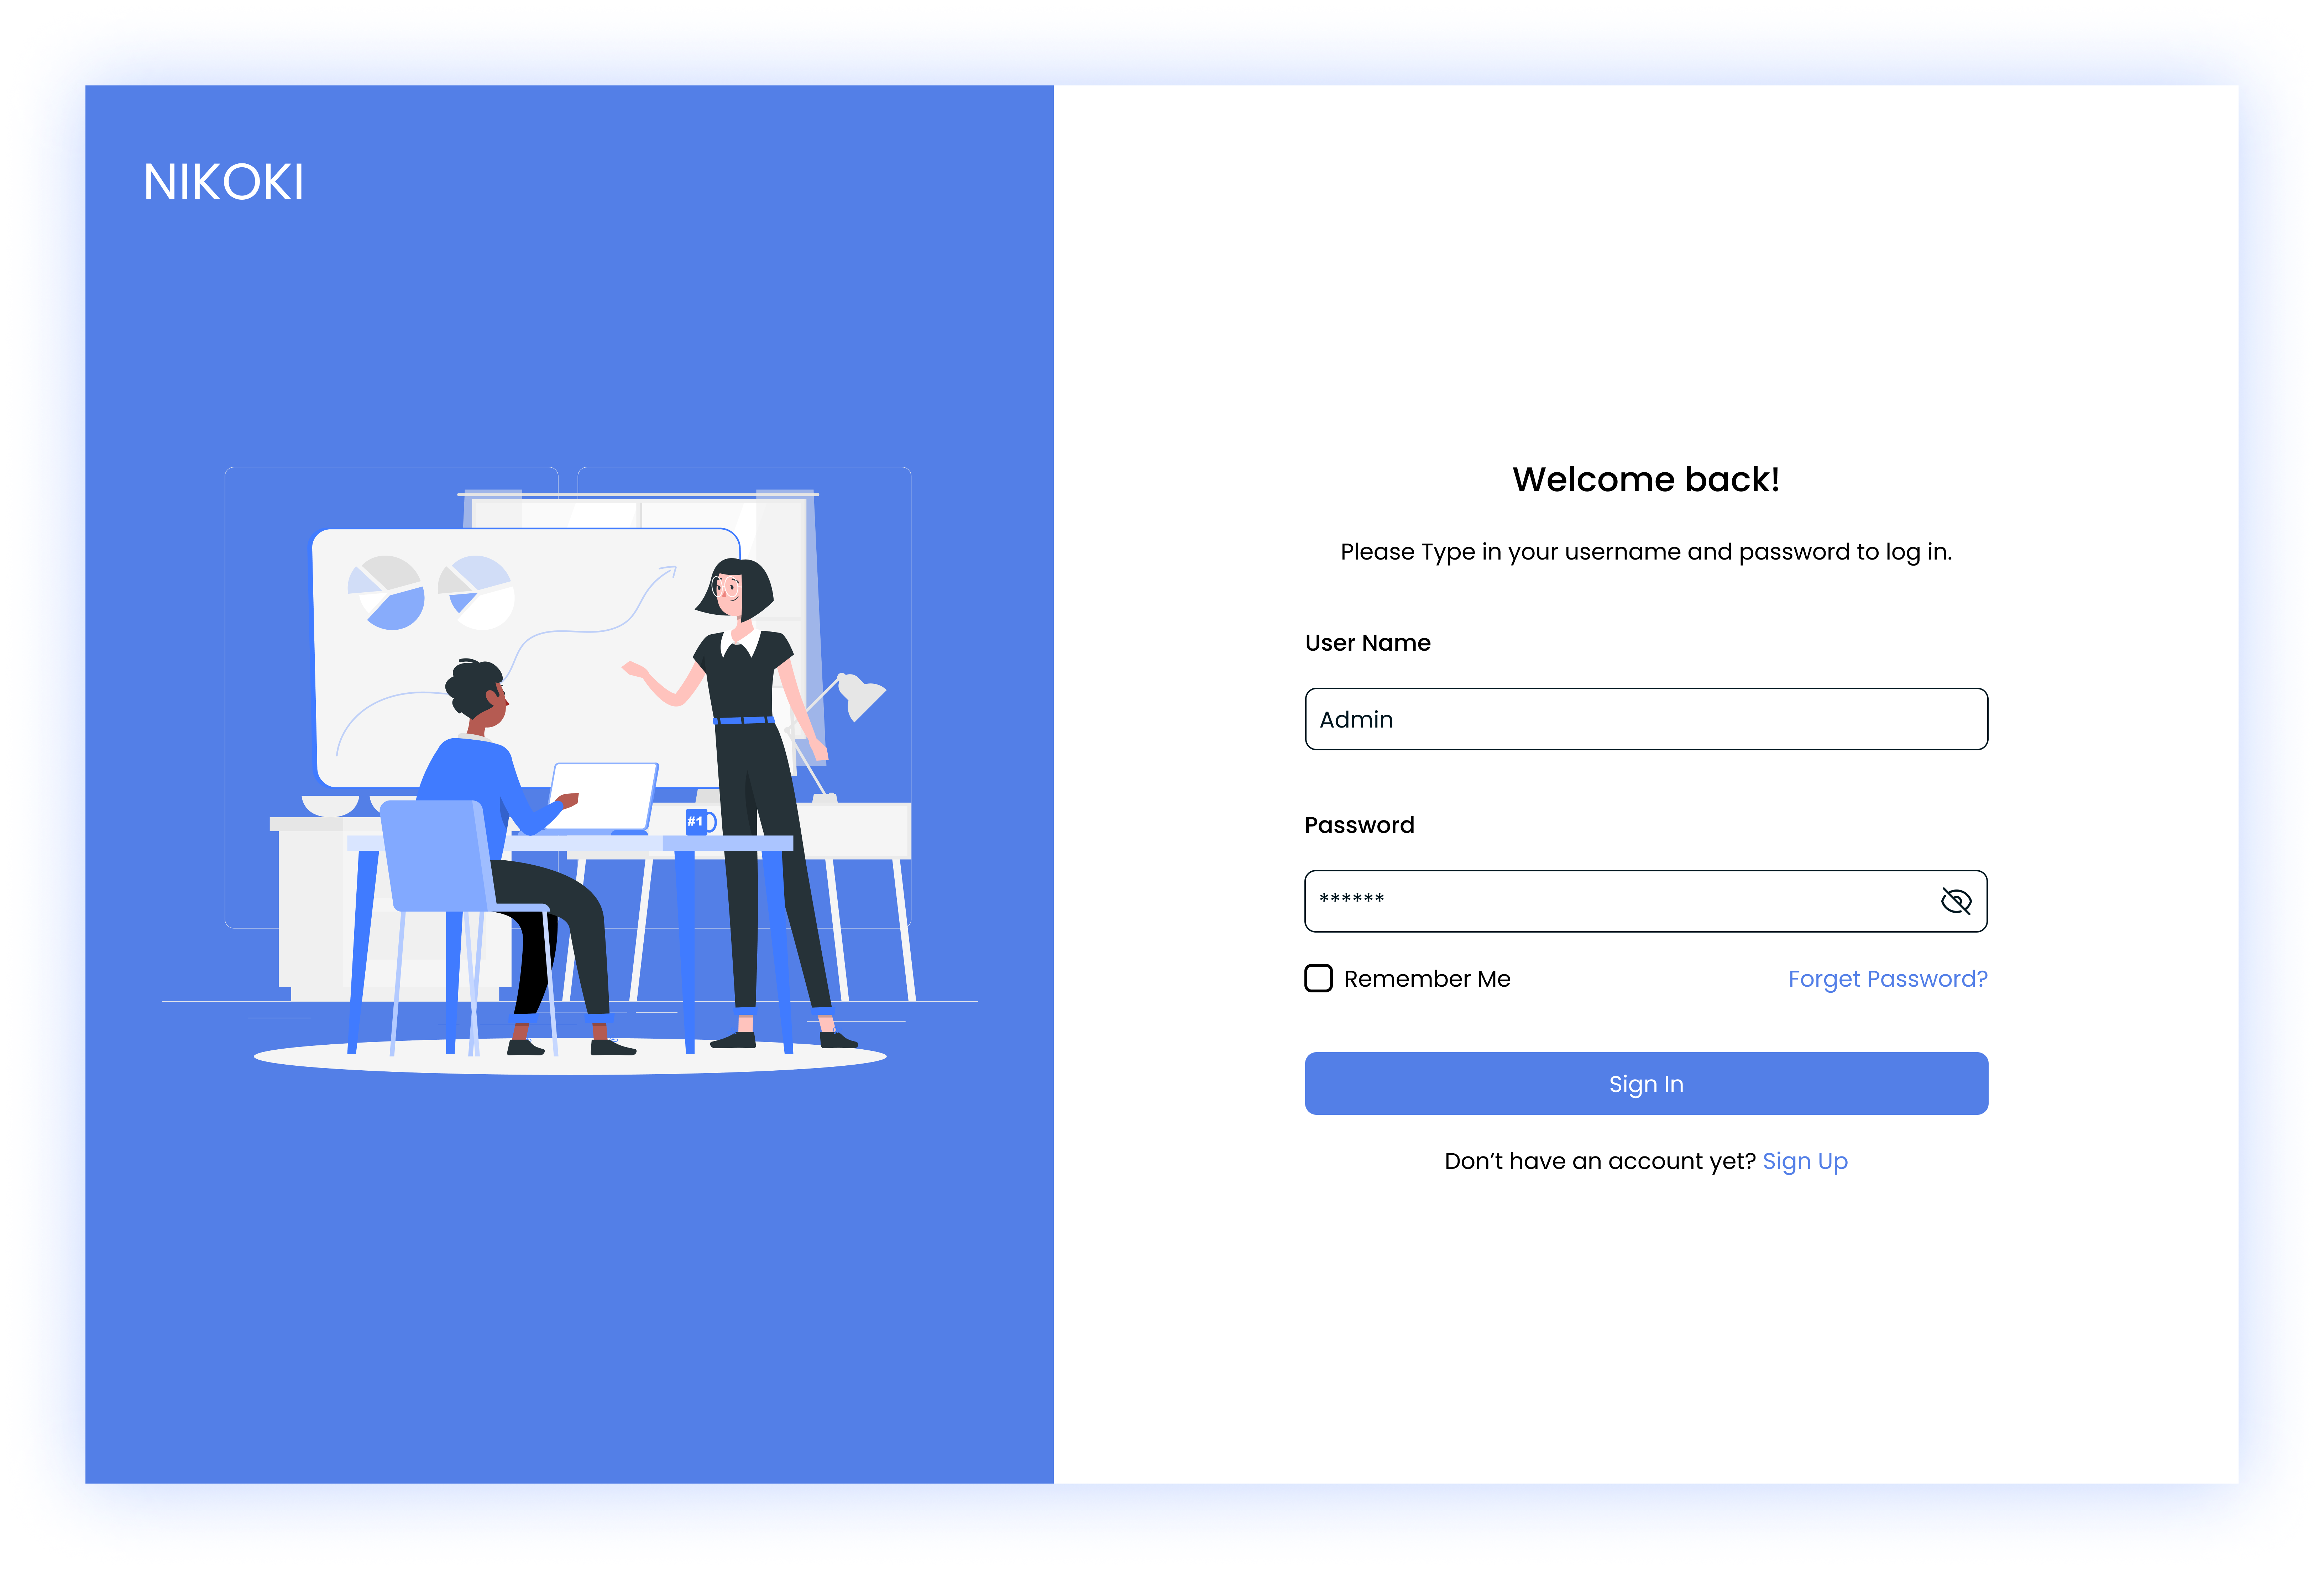 NIKOKI
#1
Welcome back!
Please Type in your username and password to log in.
User Name
Admin
Password
******
Remember Me
Forget Password?
Sign In
Don’t have an account yet? Sign Up